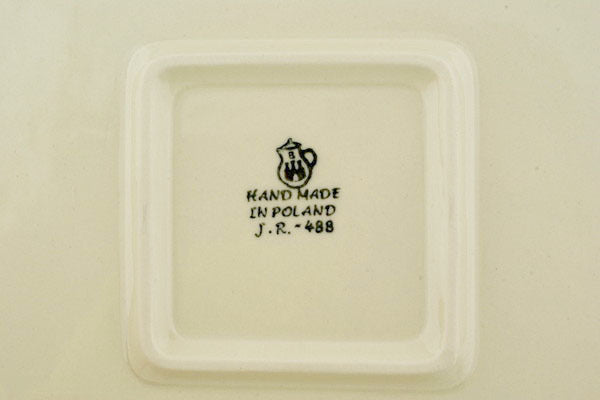 B
HAND MADE
IN POLAND
J.R.-488